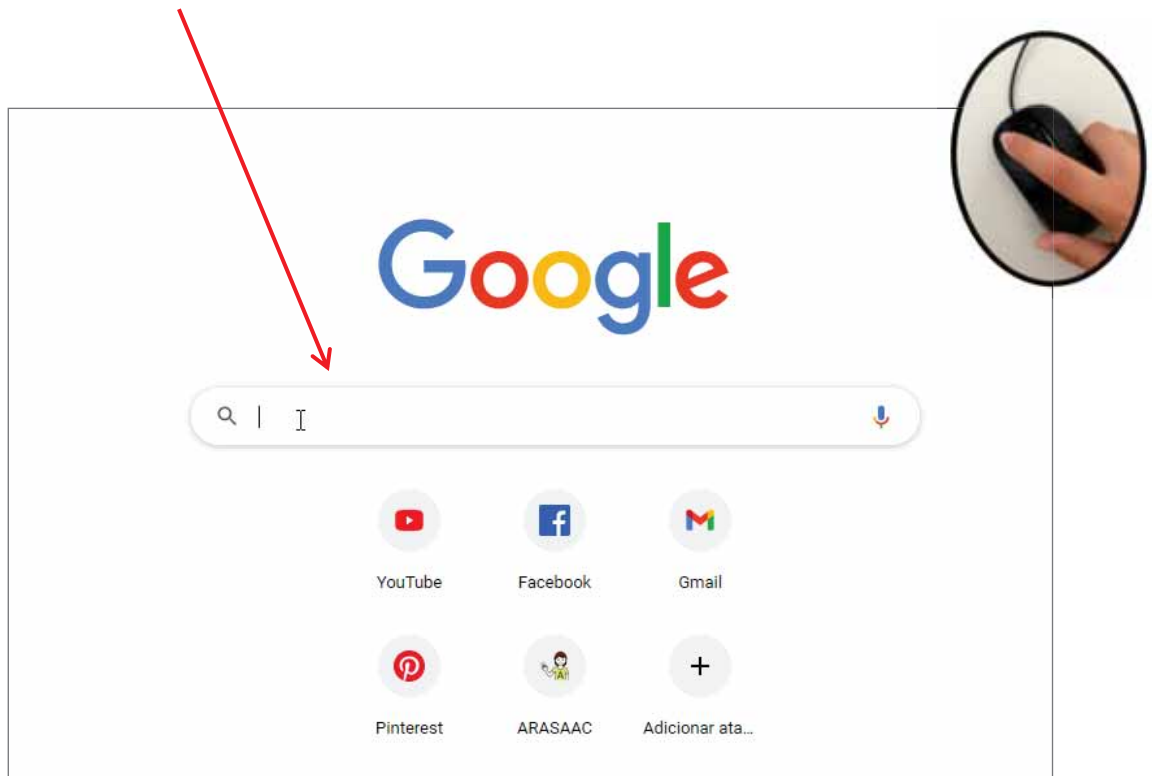 Google
YouTube
Facebook
Gmail
Pinterest
ARASAAC
Adicionar ata...